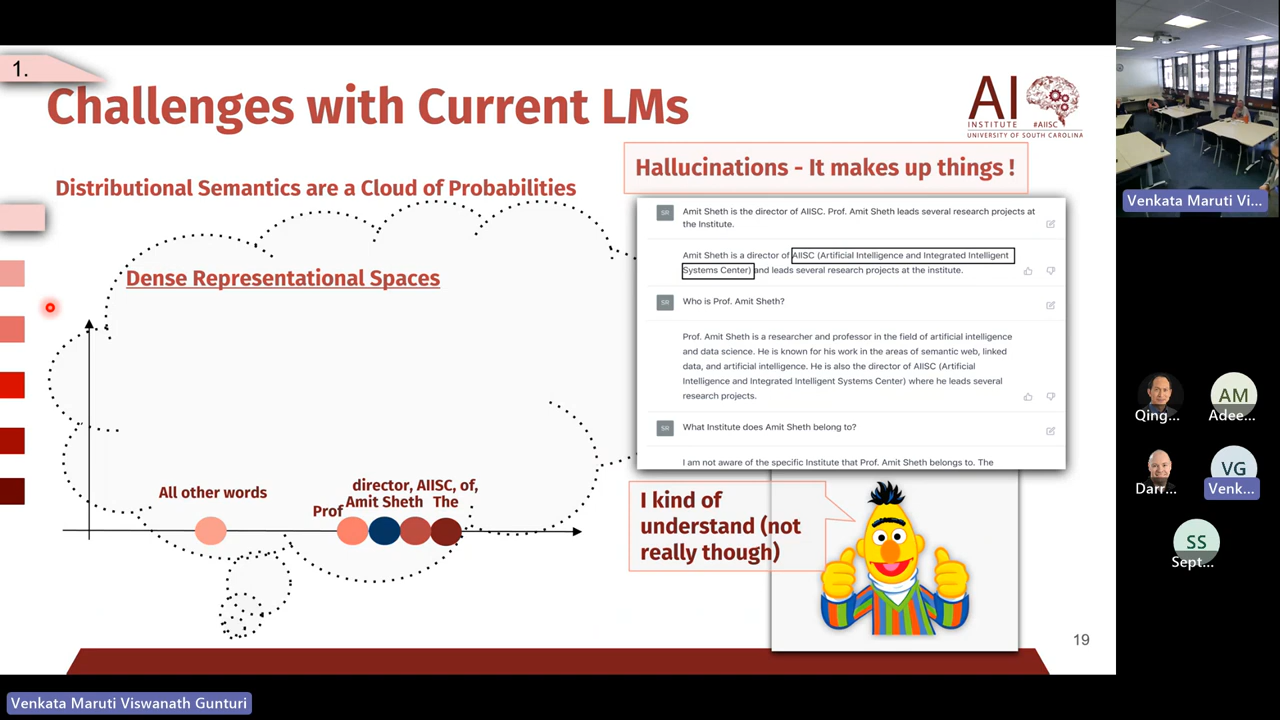 1.
Challenges with Current LMs
AI
INSTITUTE #AIISC
UNIVERSITY OF SOUTH CAROLINA
Distributional Semantics are a Cloud of Probabilities
Dense Representational Spaces
All other words
Prof
director, AIISC, of,
Amit Sheth The
Hallucinations - It makes up things !
SR
Amit Sheth is the director of AIISC. Prof. Amit Sheth leads several research projects at
the Institute.
Amit Sheth is a director of AIISC (Artificial Intelligence and Integrated Intelligent
Systems Center) and leads several research projects at the institute.
SR
Who is Prof. Amit Sheth?
Prof. Amit Sheth is a researcher and professor in the field of artificial intelligence
and data science. He is known for his work in the areas of semantic web, linked
data, and artificial intelligence. He is also the director of AIISC (Artificial
Intelligence and Integrated Intelligent Systems Center) where he leads several
research projects.
SR
What Institute does Amit Sheth belong to?
I am not aware of the specific Institute that Prof. Amit Sheth belongs to. The
I kind of
understand (not
really though)
19
Venkata Maruti Vi...
Qing...
AM
Adee...
Darr...
VG
Venk...
SS
Sept...
Venkata Maruti Viswanath Gunturi